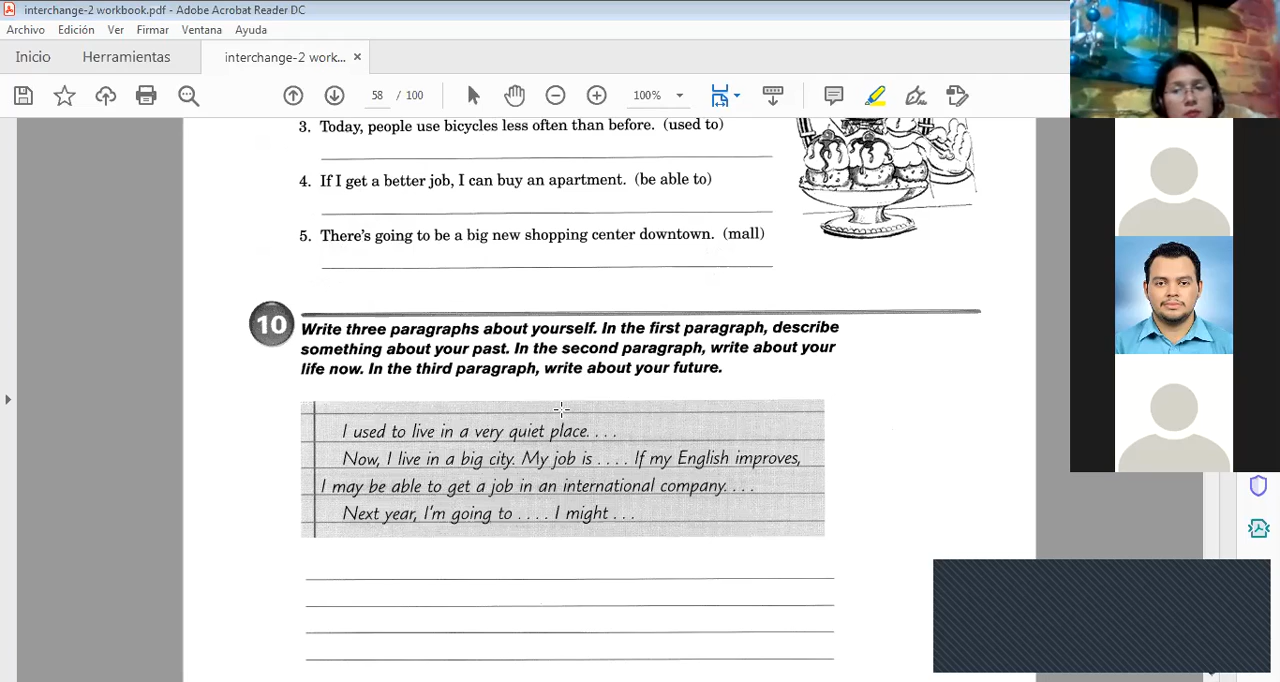 interchange-2 workbook.pdf - Adobe Acrobat Reader DC
Archivo Edición Ver Firmar Ventana Ayuda
Inicio Herramientas interchange-2 work... ×
58 / 100 100%
3. Today, people use bicycles less often than before. (used to)
4. If I get a better job, I can buy an apartment. (be able to)
5. There's going to be a big new shopping center downtown. (mall)
10 Write three paragraphs about yourself. In the first paragraph, describe
something about your past. In the second paragraph, write about your
life now. In the third paragraph, write about your future.
I used to live in a very quiet place. . . .
Now, I live in a big city. My job is . . . . If my English improves,
I may be able to get a job in an international company. . . .
Next year, I'm going to . . . . I might . . .